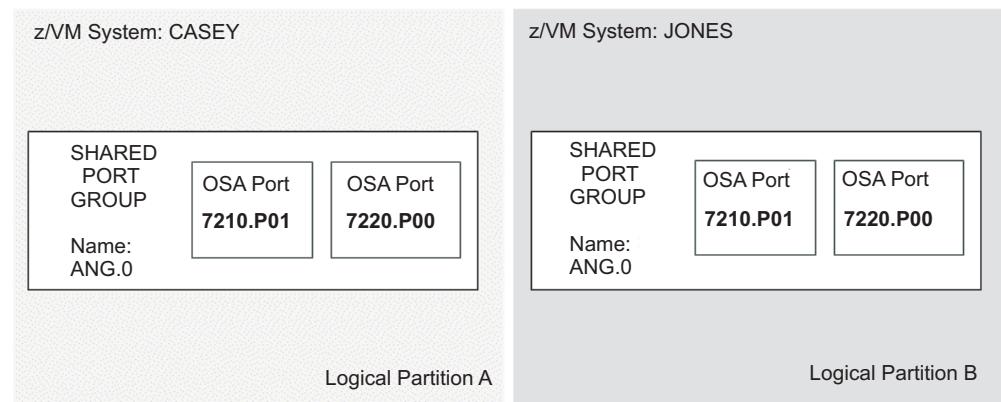 z/VM System: CASEY
SHARED
PORT
GROUP
Name:
ANG.0
OSA Port
7210.P01
OSA Port
7220.P00
Logical Partition A
z/VM System: JONES
SHARED
PORT
GROUP
Name:
ANG.0
OSA Port
7210.P01
OSA Port
7220.P00
Logical Partition B